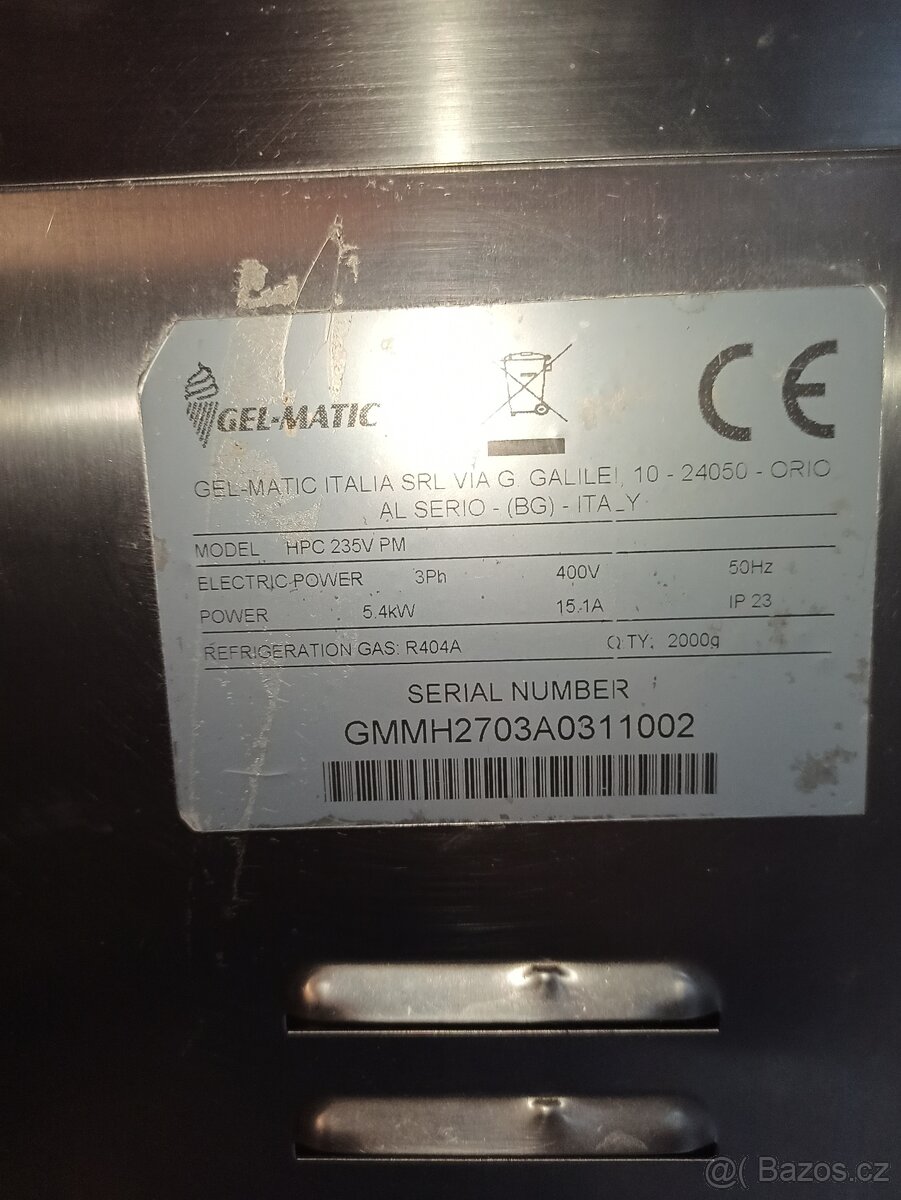 GEL-MATIC
CE
GEL-MATIC ITALIA SRL VIA G. GALILEI, 10 - 24050 - ORIO
AL SERIO - (BG) - ITALY
MODEL HPC 235V PM
ELECTRIC POWER 3Ph 400V 50Hz
POWER 5.4kW 15.1A IP 23
REFRIGERATION GAS: R404A Q.TY: 2000g
SERIAL NUMBER
GMMH2703A0311002
@( Bazos.cz